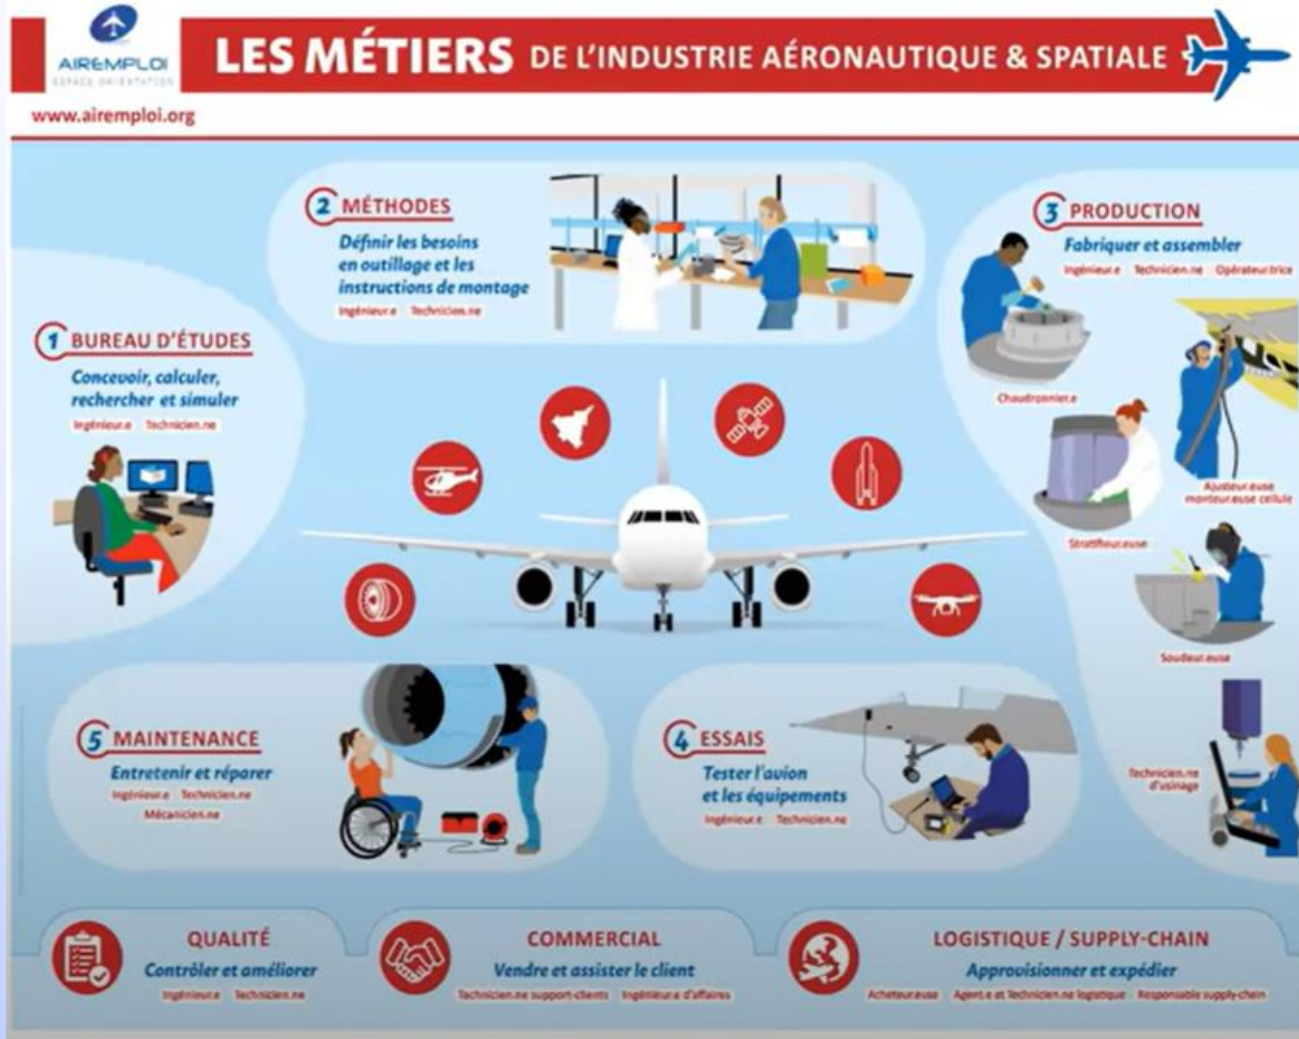 AIREMPLOI
ESPACE ORIENTATION
LES MÉTIERS DE L'INDUSTRIE AÉRONAUTIQUE & SPATIALE
www.airemploi.org
1 BUREAU D'ÉTUDES
Concevoir, calculer,
rechercher et simuler
Ingénieur.e Technicien.ne
2 MÉTHODES
Définir les besoins
en outillage et les
instructions de montage
Ingénieur.e Technicien.ne
3 PRODUCTION
Fabriquer et assembler
Ingénieur.e Technicien.ne Opérateur.trice
Chaudronnier.e
Ajusteur.euse
monteur.euse cellule
Stratifieur.euse
Soudeur.euse
Technicien.ne
d'usinage
4 ESSAIS
Tester l'avion
et les équipements
Ingénieur.e Technicien.ne
5 MAINTENANCE
Entretenir et réparer
Ingénieur.e Technicien.ne
Mécanicien.ne
QUALITÉ
Contrôler et améliorer
Ingénieur.e Technicien.ne
COMMERCIAL
Vendre et assister le client
Technicien.ne support-clients Ingénieur.e d'affaires
LOGISTIQUE / SUPPLY-CHAIN
Approvisionner et expédier
Acheteur.euse Agent.e et Technicien.ne logistique Responsable supply-chain